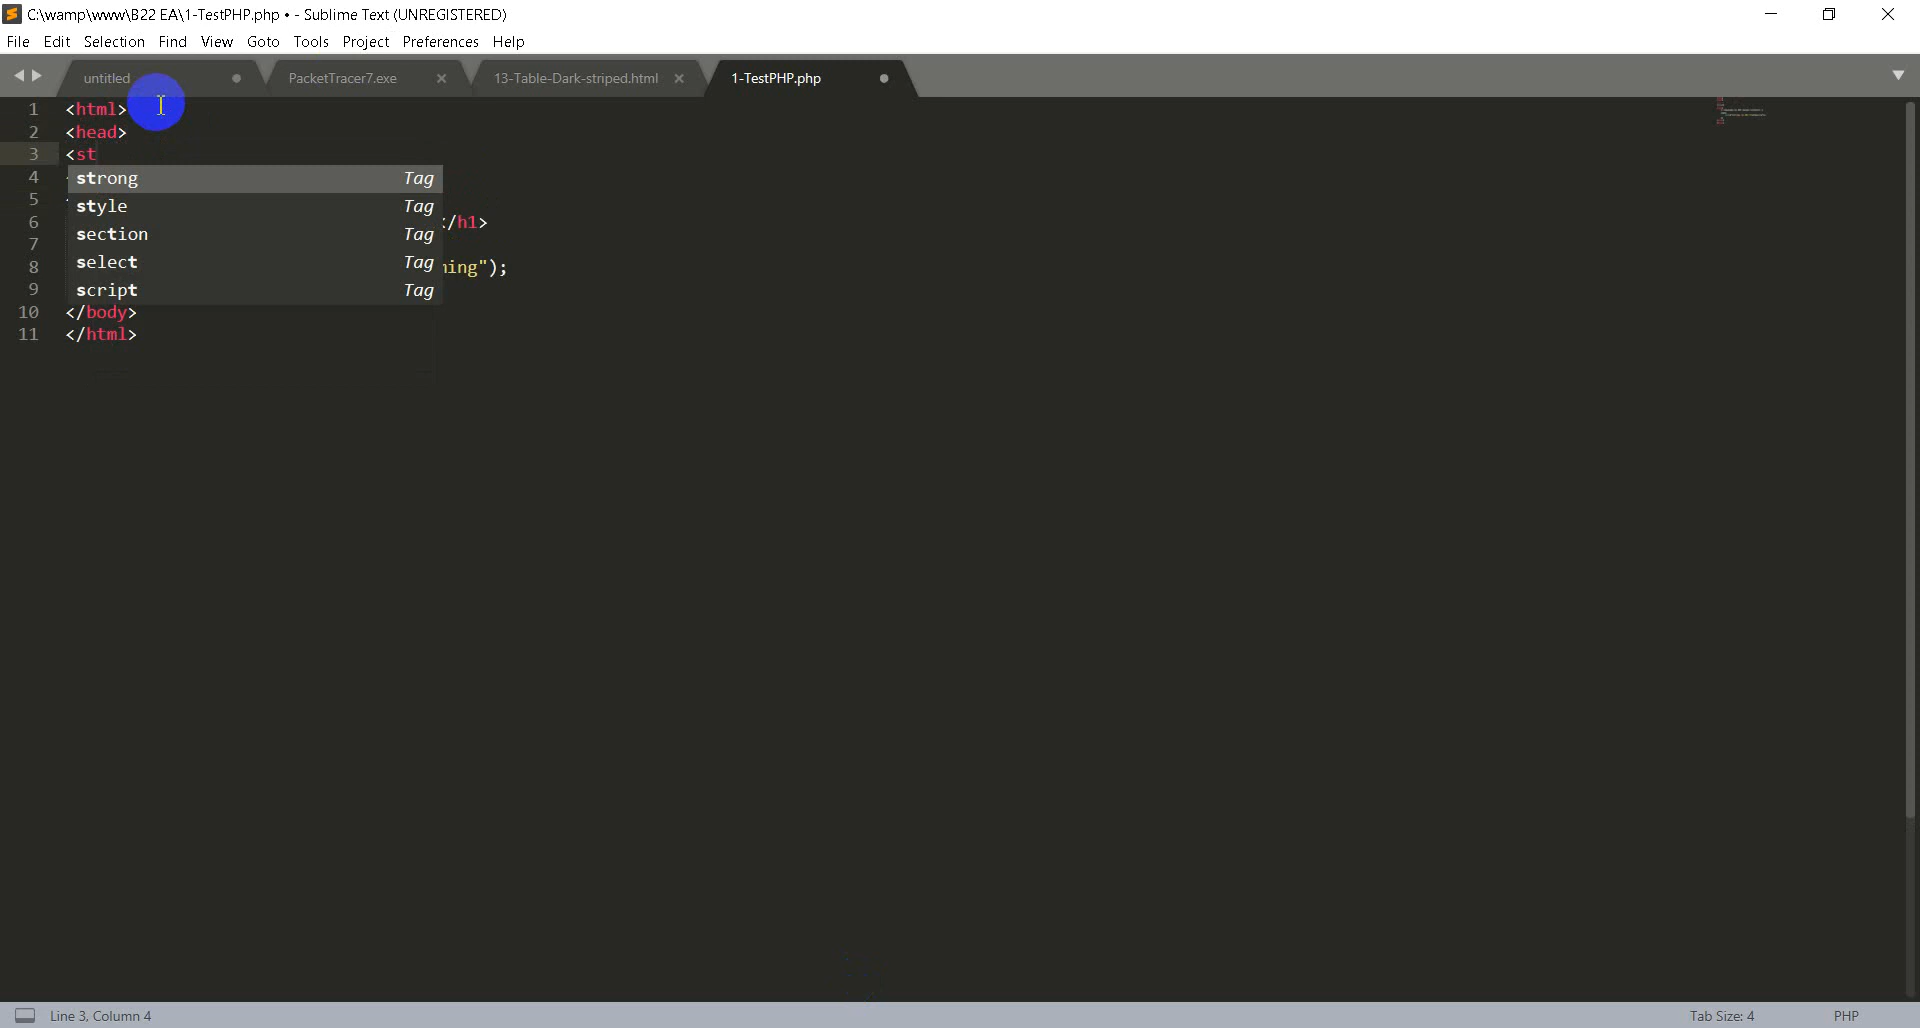 C:\wamp\www\B22 EA\1-TestPHP.php • - Sublime Text (UNREGISTERED)
File Edit Selection Find View Goto Tools Project Preferences Help
untitled PacketTracer7.exe 13-Table-Dark-striped.html 1-TestPHP.php
1 <html>
2 <head>
3 <st
strong Tag
style Tag
section Tag
select Tag
script Tag
4
5
6 </h1>
7
8 ning");
9
10 </body>
11 </html>
Line 3, Column 4 Tab Size: 4 PHP